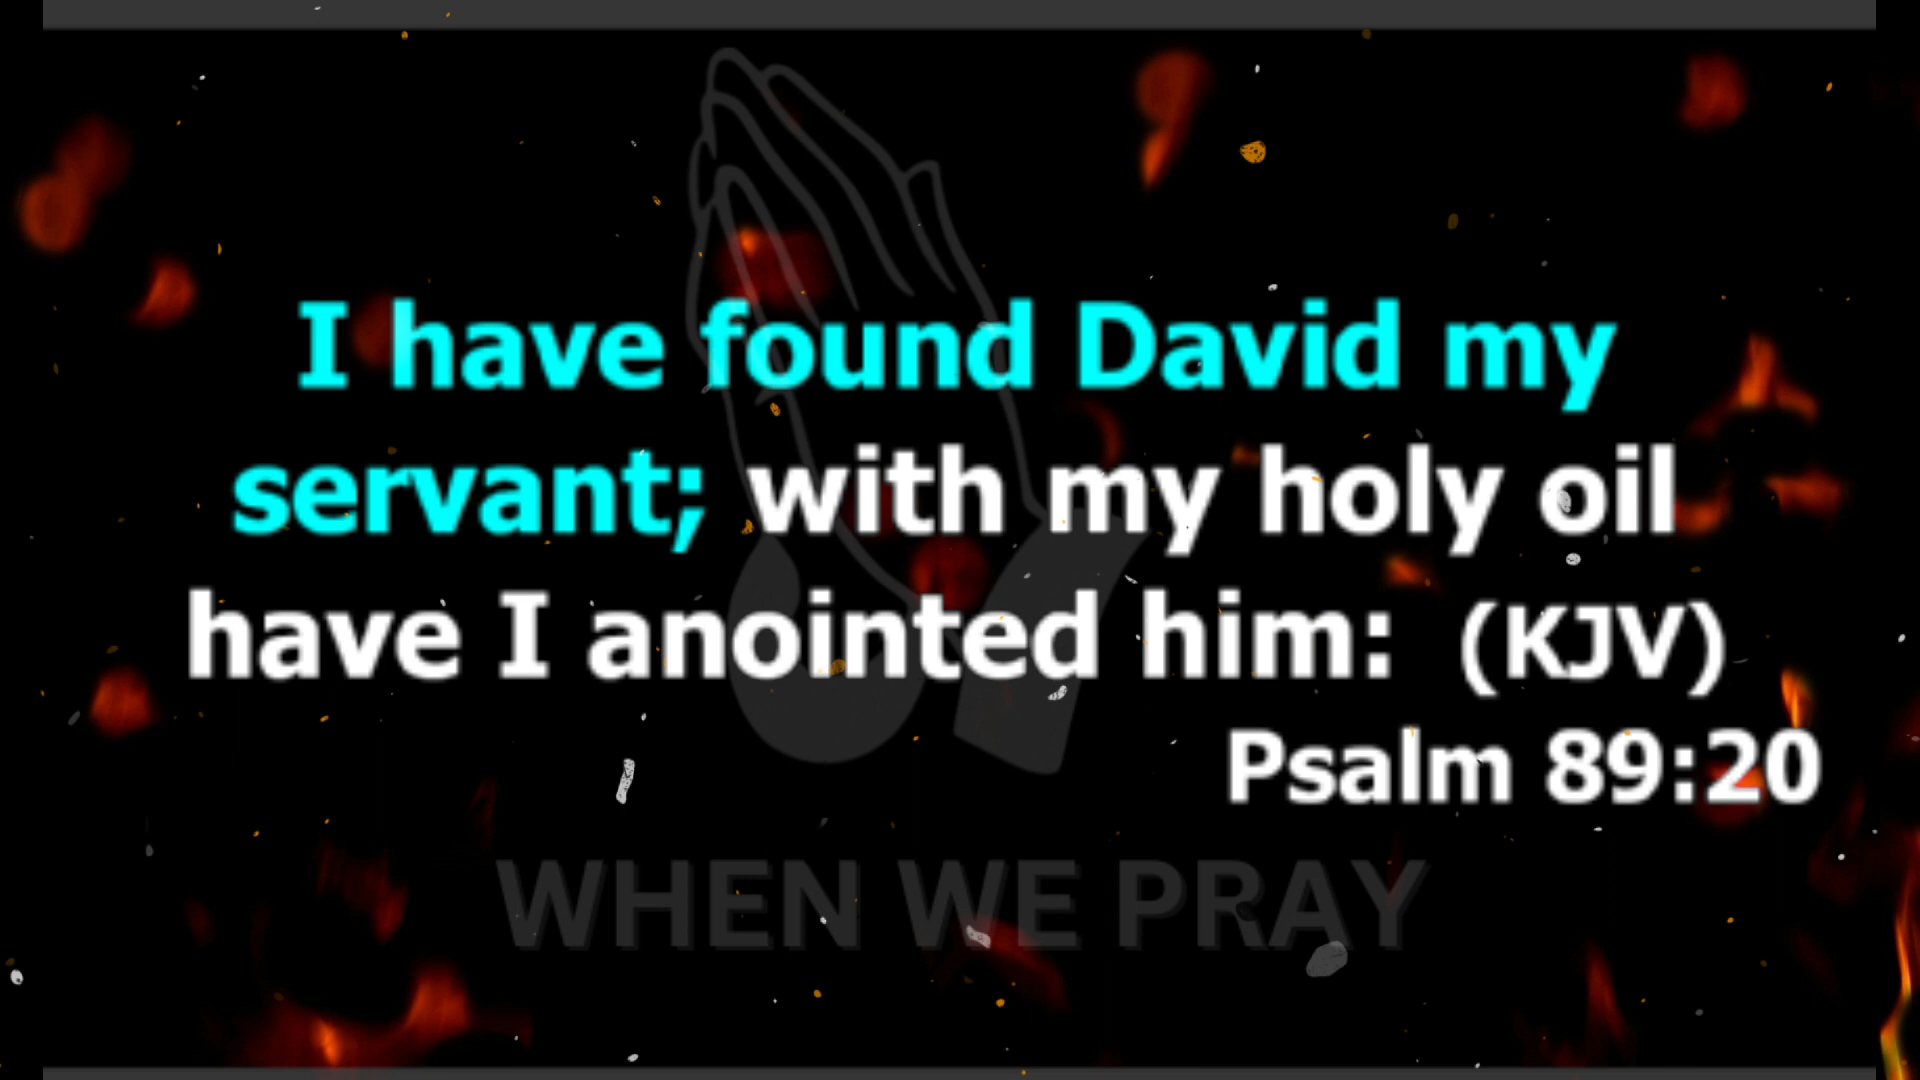 I have found David my
servant; with my holy oil
have I anointed him: (KJV)
Psalm 89:20
WHEN WE PRAY